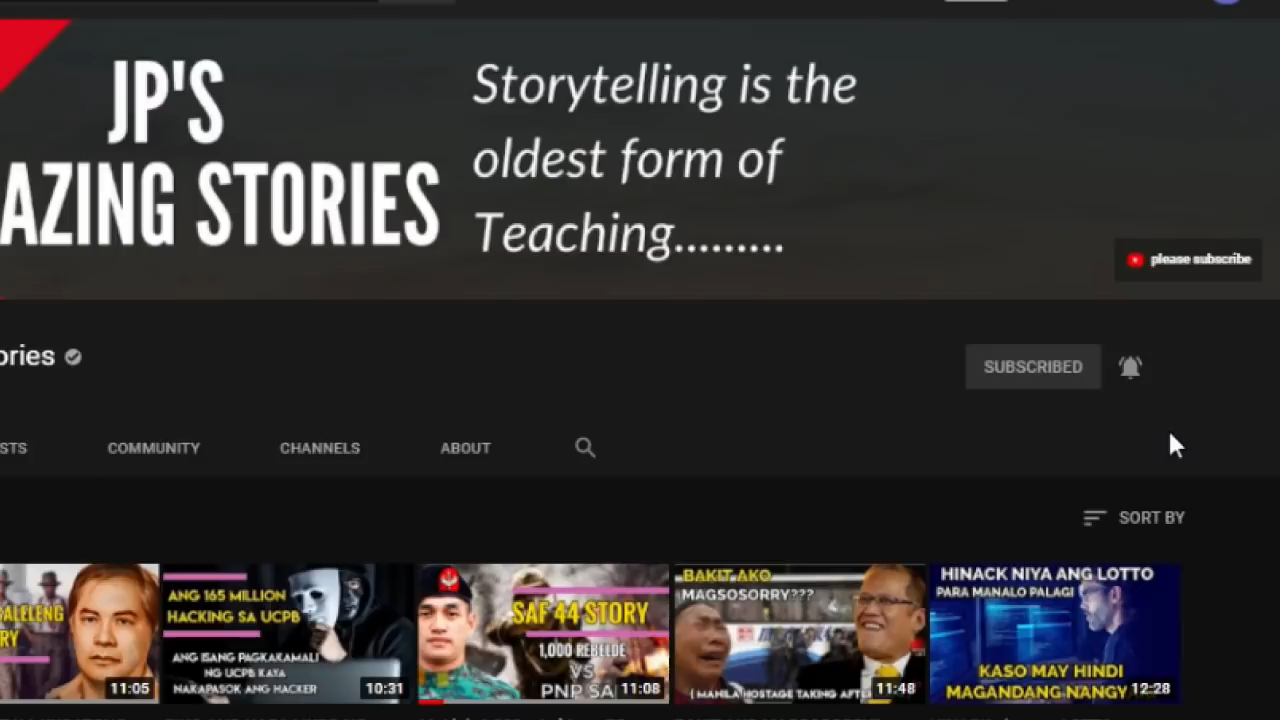 JP'S
AZING STORIES
Storytelling is the
oldest form of
Teaching.........
please subscribe
ories
SUBSCRIBED
STS
COMMUNITY
CHANNELS
ABOUT
SORT BY
ALELENG
RY
11:05
ANG 165 MILLION
HACKING SA UCPB
ANG ISANG PAGKAKAMALI
NG UCPB KAYA
NAKAPASOK ANG HACKER
10:31
SAF 44 STORY
1,000 REBELDE
VS
PNP SA
11:08
BAKIT AKO
MAGSOSORRY???
( MANILA HOSTAGE TAKING AFTE
11:48
HINACK NIYA ANG LOTTO
PARA MANALO PALAGI
KASO MAY HINDI
MAGANDANG NANGY
12:28